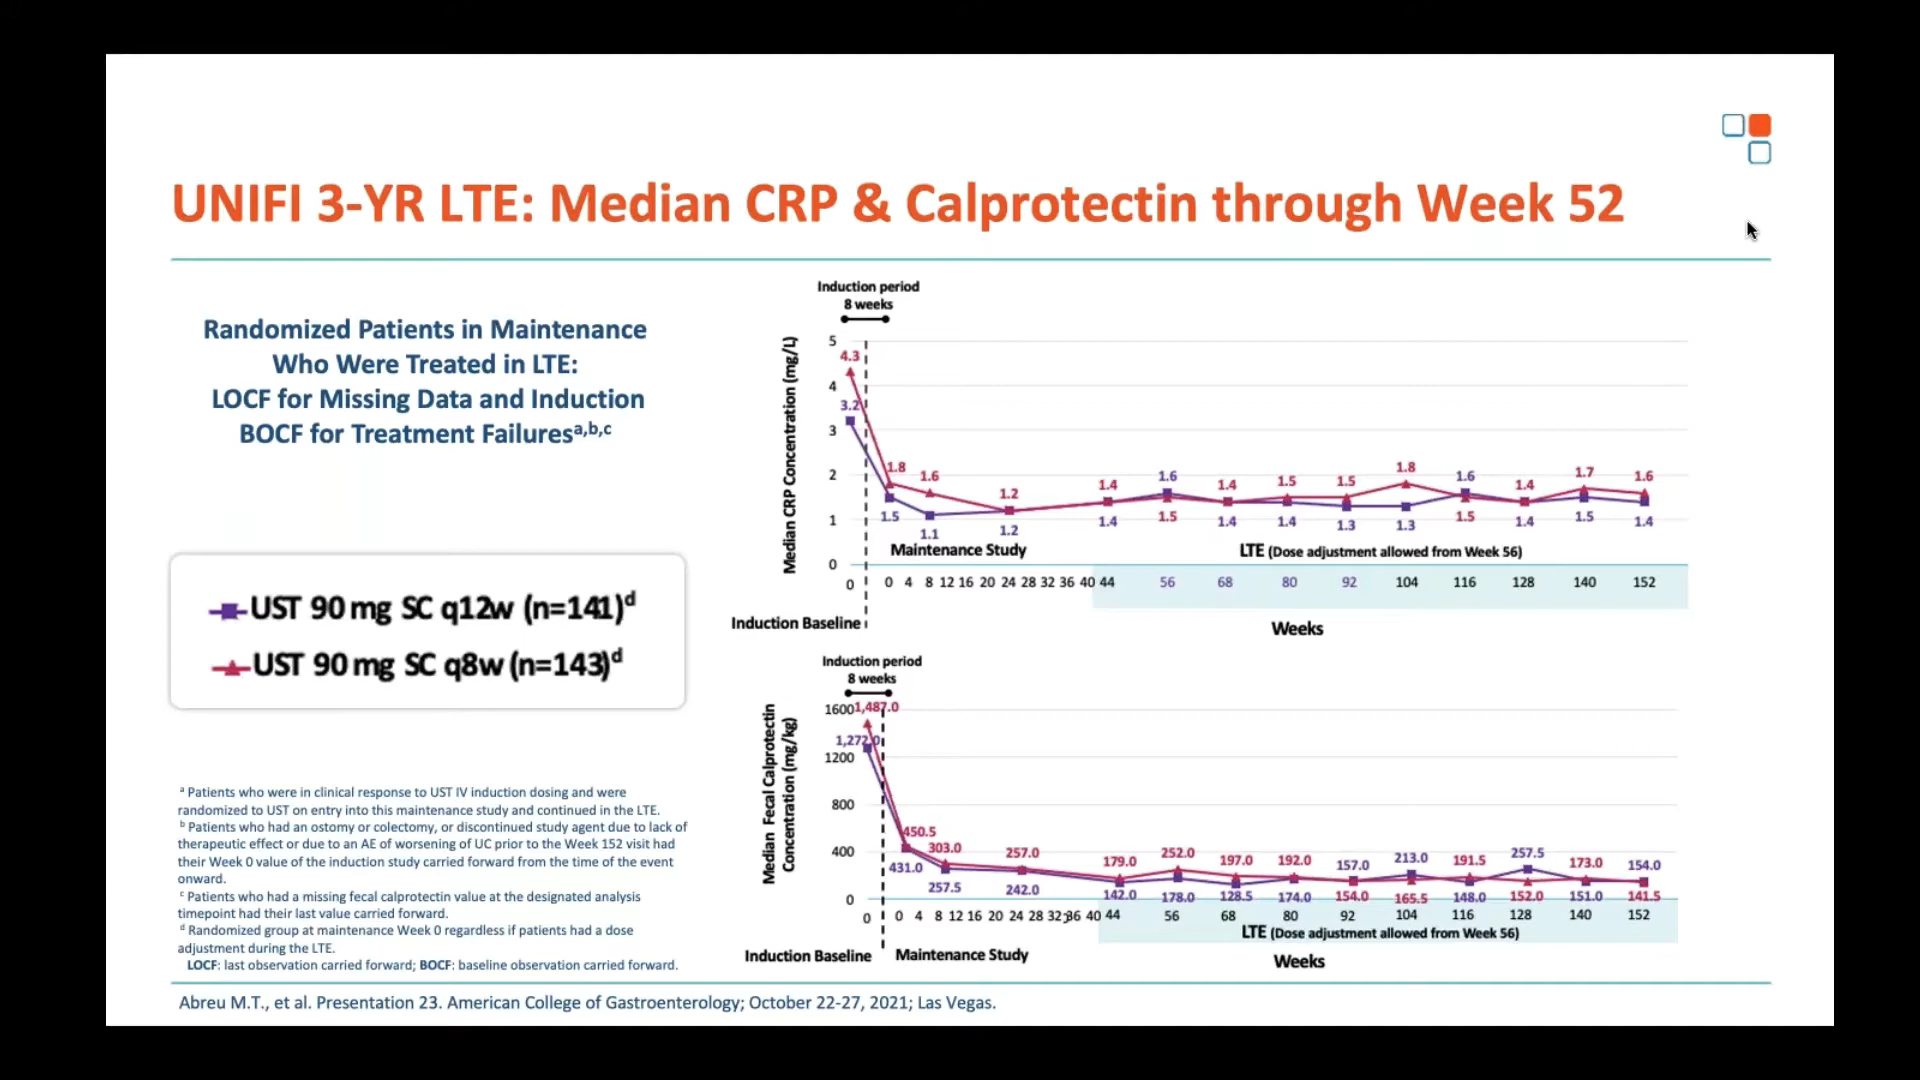 UNIFI 3-YR LTE: Median CRP & Calprotectin through Week 52
Randomized Patients in Maintenance
Who Were Treated in LTE:
LOCF for Missing Data and Induction
BOCF for Treatment Failuresa,b,c
UST 90 mg SC q12w (n=141)d
UST 90 mg SC q8w (n=143)d
a Patients who were in clinical response to UST IV induction dosing and were
randomized to UST on entry into this maintenance study and continued in the LTE.
b Patients who had an ostomy or colectomy, or discontinued study agent due to lack of
therapeutic effect or due to an AE of worsening of UC prior to the Week 152 visit had
their Week 0 value of the induction study carried forward from the time of the event
onward.
c Patients who had a missing fecal calprotectin value at the designated analysis
timepoint had their last value carried forward.
d Randomized group at maintenance Week 0 regardless if patients had a dose
adjustment during the LTE.
LOCF: last observation carried forward; BOCF: baseline observation carried forward.
Induction period
8 weeks
Median CRP Concentration (mg/L)
5
4
3
2
1
0
4.3
3.2
1.8 1.6 1.2 1.4 1.6 1.4 1.5 1.5 1.8 1.6 1.4 1.7 1.6
1.5 1.1 1.2 1.4 1.5 1.4 1.4 1.3 1.3 1.5 1.4 1.5 1.4
Maintenance Study
LTE (Dose adjustment allowed from Week 56)
0 0 4 8 12 16 20 24 28 32 36 40 44 56 68 80 92 104 116 128 140 152
Induction Baseline
Weeks
Induction period
8 weeks
Median Fecal Calprotectin
Concentration (mg/kg)
1600
1200
800
400
0
1,487.0
1,272.0
450.5 303.0 257.0 179.0 252.0 197.0 192.0 157.0 213.0 191.5 257.5 173.0 154.0
431.0 257.5 242.0 142.0 178.0 128.5 174.0 154.0 165.5 148.0 152.0 151.0 141.5
0 0 4 8 12 16 20 24 28 32 36 40 44 56 68 80 92 104 116 128 140 152
LTE (Dose adjustment allowed from Week 56)
Induction Baseline
Maintenance Study
Weeks
Abreu M.T., et al. Presentation 23. American College of Gastroenterology; October 22-27, 2021; Las Vegas.